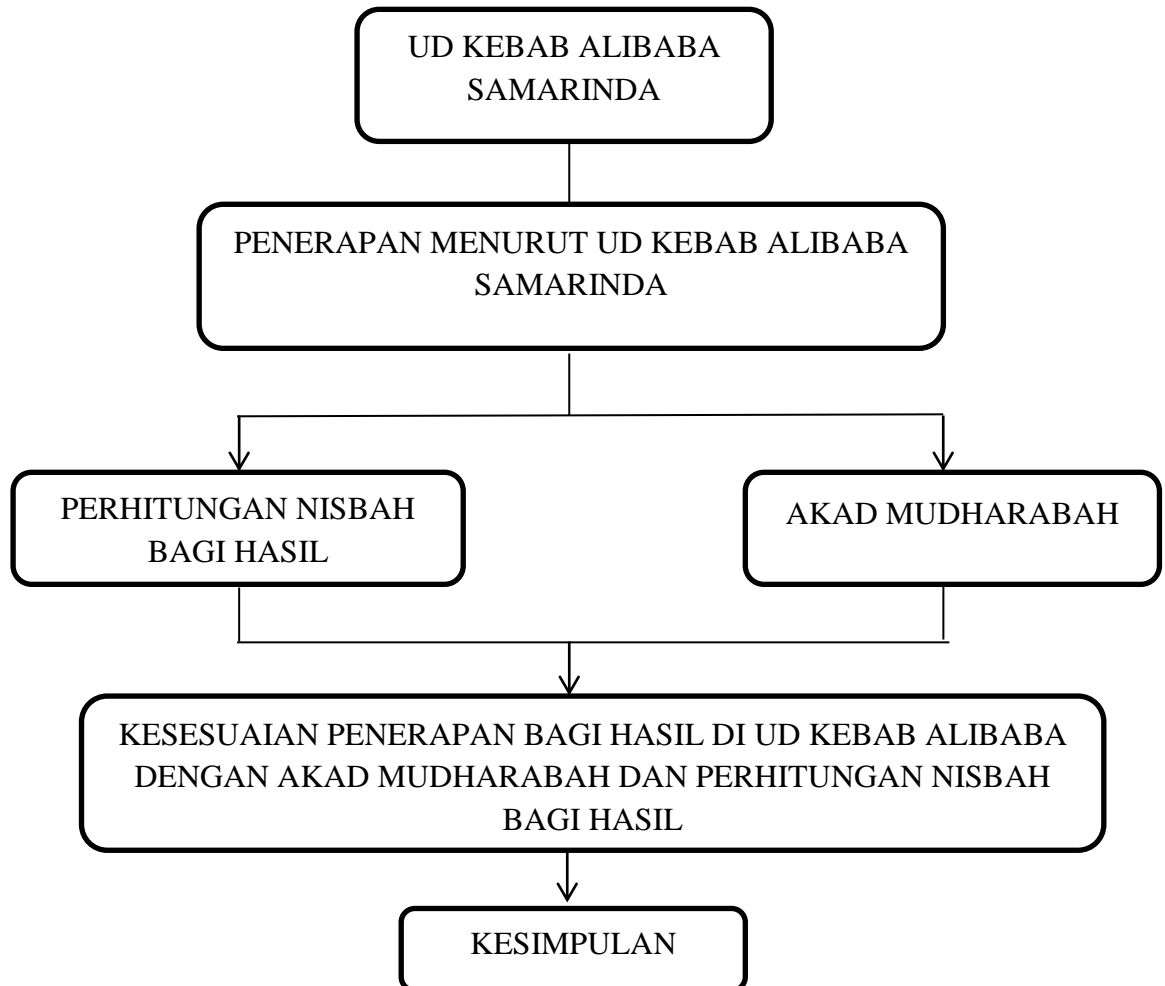 UD KEBAB ALIBABA
SAMARINDA
PENERAPAN MENURUT UD KEBAB ALIBABA
SAMARINDA
PERHITUNGAN NISBAH
BAGI HASIL
AKAD MUDHARABAH
KESESUAIAN PENERAPAN BAGI HASIL DI UD KEBAB ALIBABA
DENGAN AKAD MUDHARABAH DAN PERHITUNGAN NISBAH
BAGI HASIL
KESIMPULAN